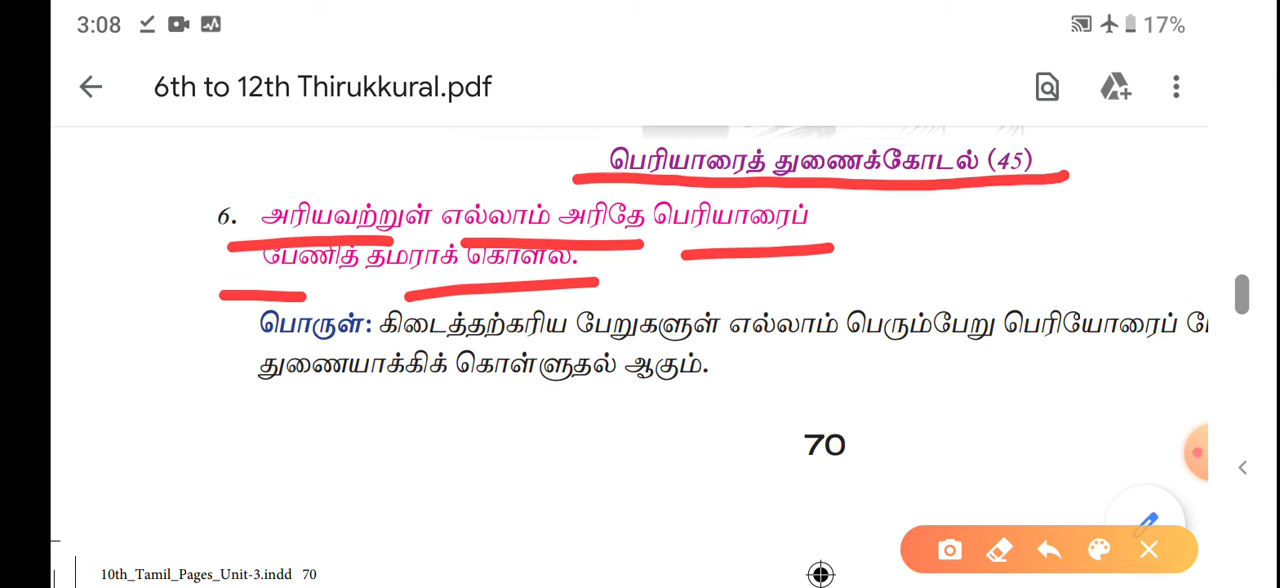 3:08
17%
6th to 12th Thirukkural.pdf
பெரியாரைத் துணைக்கோடல் (45)
6. அரியவற்றுள் எல்லாம் அரிதே பெரியாரைப்
பேணித் தமராக் கொளல்.
பொருள்: கிடைத்தற்கரிய பேறுகளுள் எல்லாம் பெரும்பேறு பெரியோரைப்
துணையாக்கிக் கொள்ளுதல் ஆகும்.
70
10th_Tamil_Pages_Unit-3.indd 70